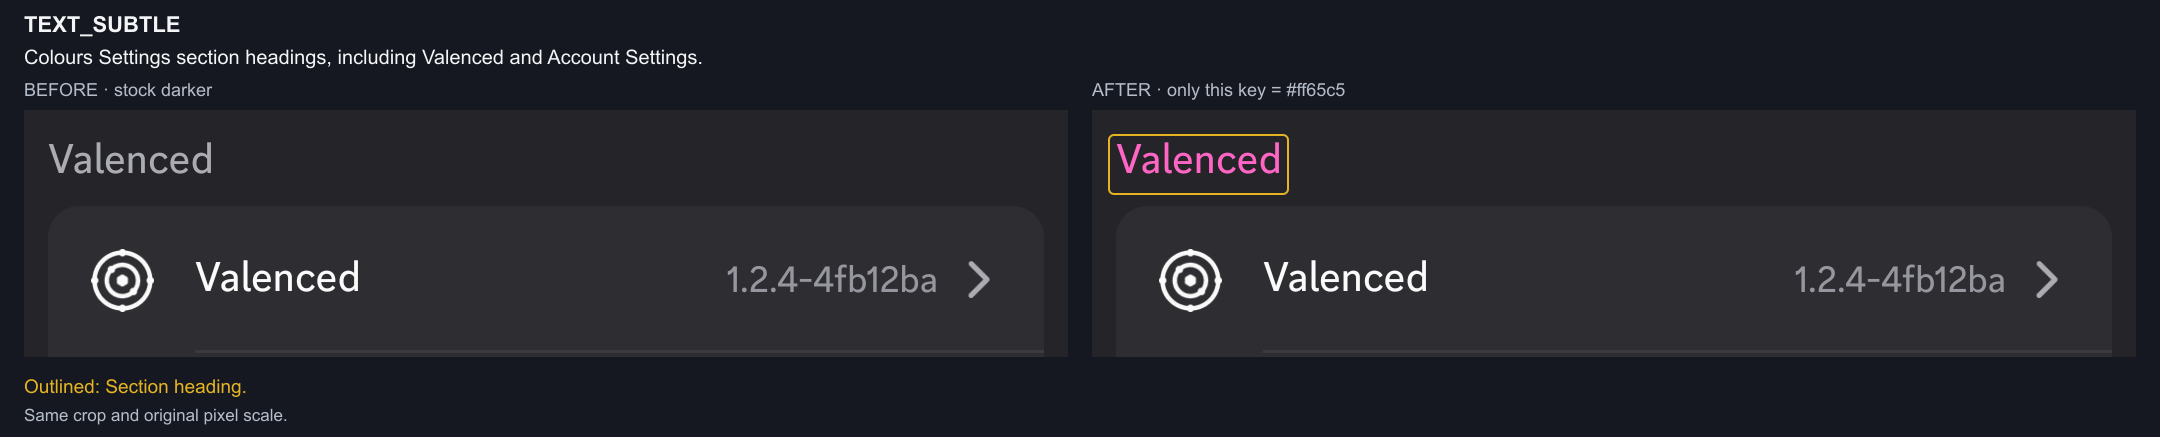 TEXT_SUBTLE
Colours Settings section headings, including Valenced and Account Settings.
BEFORE · stock darker
AFTER · only this key = #ff65c5
Valenced
Valenced
Valenced 1.2.4-4fb12ba
Valenced 1.2.4-4fb12ba
Outlined: Section heading.
Same crop and original pixel scale.